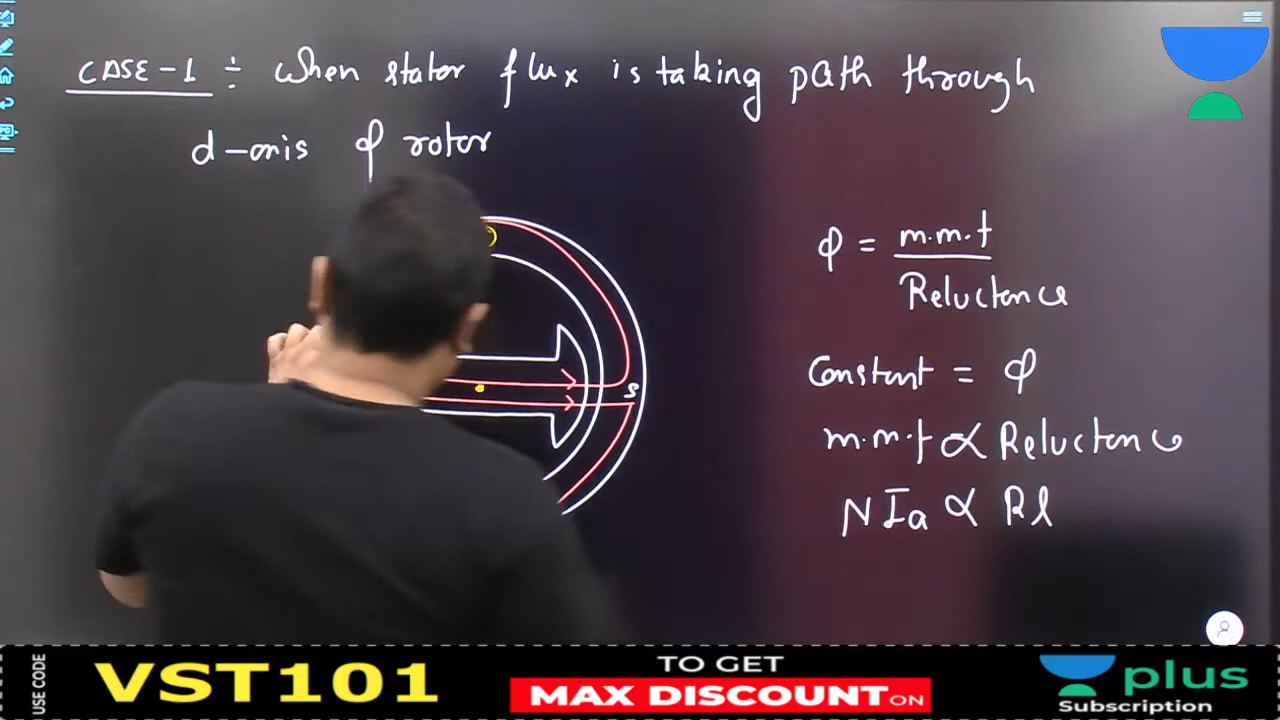 CASE-1 ÷ When stator flux is taking path through
d-axis of rotor
φ = m.m.f
Reluctance
Constant = φ
m.m.f ∝ Reluctance
N Ia ∝ Rl
S
USE CODE
VST101
TO GET
MAX DISCOUNT ON
plus
Subscription